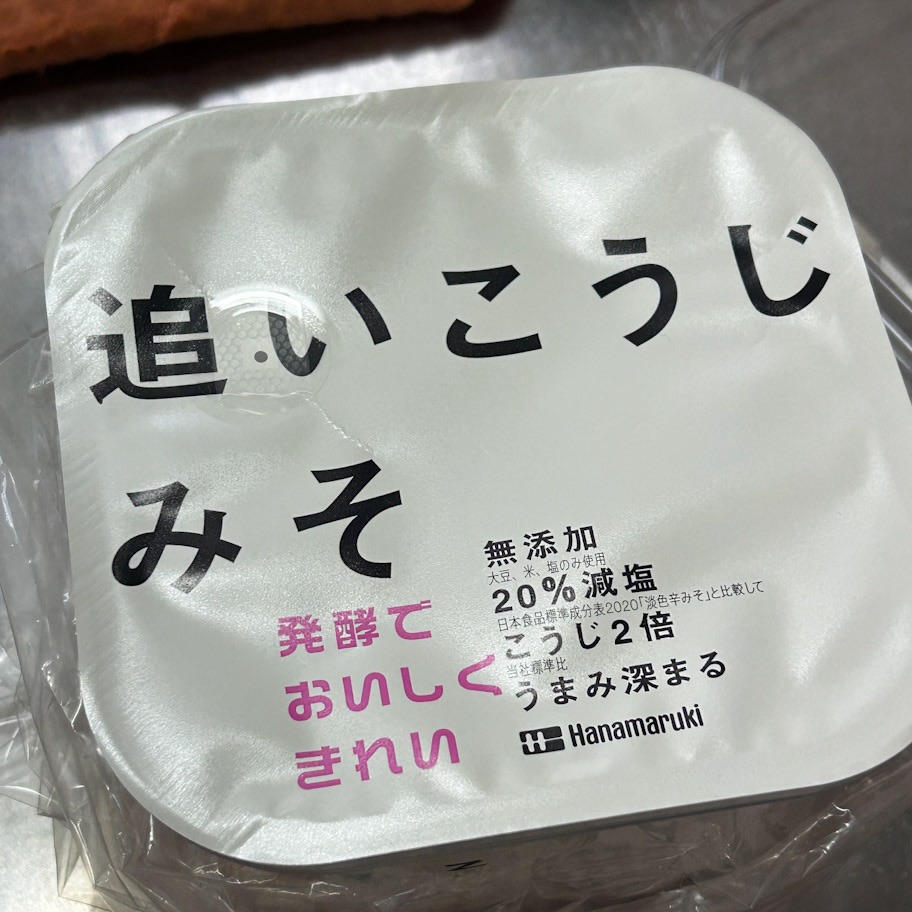 追いこうじ
みそ
発酵で
おいしく
きれい
無添加
大豆、米、塩のみ使用
20%減塩
日本食品標準成分表2020「淡色辛みそ」と比較して
こうじ2倍
当社標準比
うまみ深まる
Hanamaruki